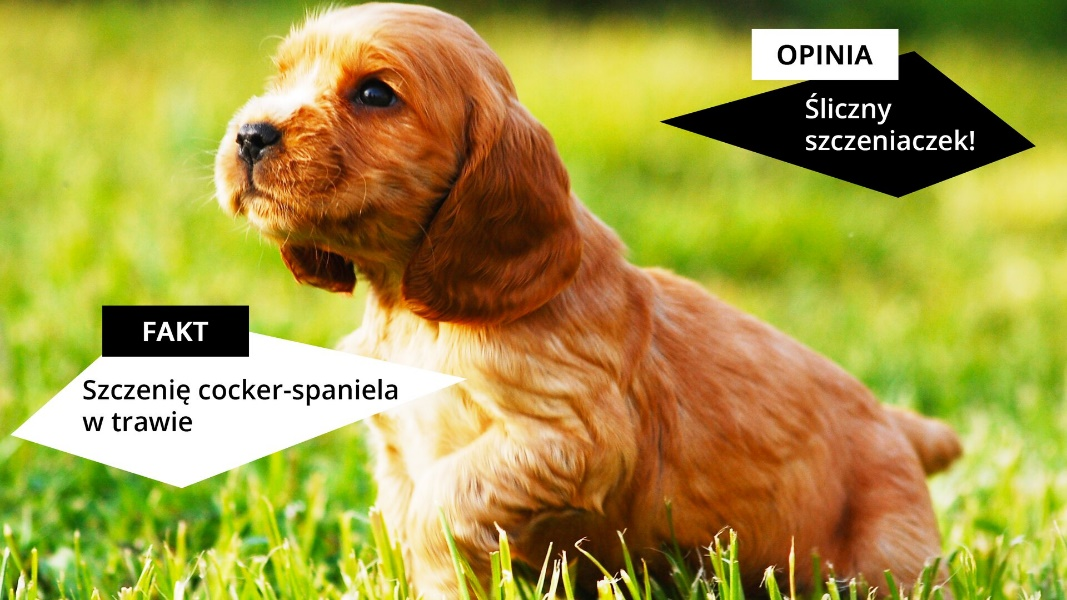 OPINIA
Śliczny
szczeniaczek!
FAKT
Szczenię cocker-spaniela
w trawie